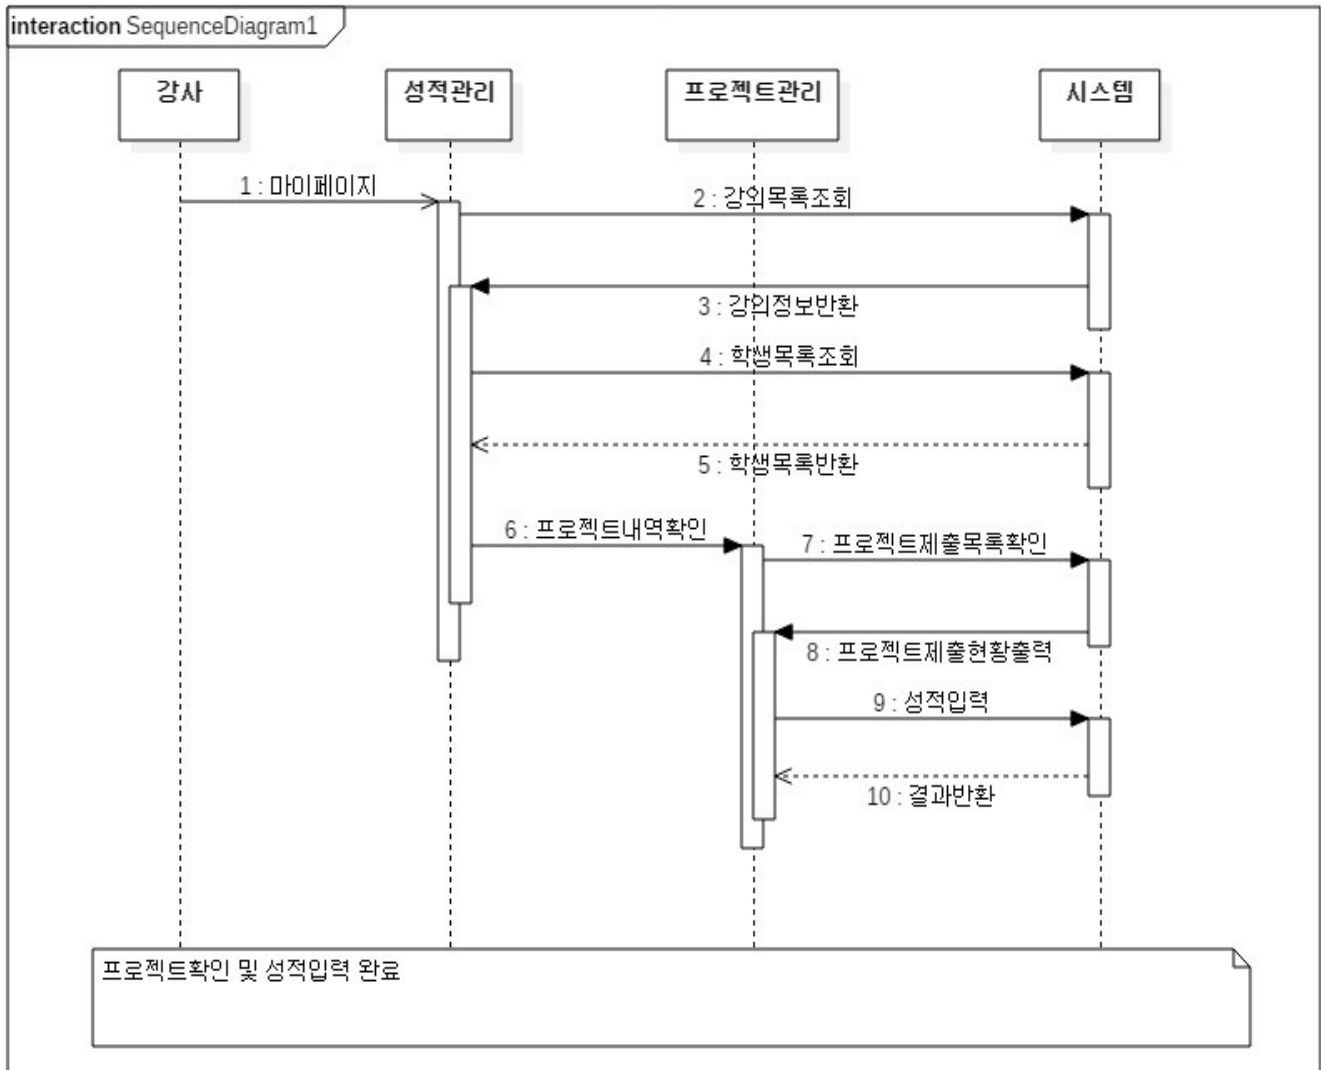 interaction SequenceDiagram1
강사
성적관리
프로젝트관리
시스템
1 : 마이페이지
2 : 강의목록조회
3 : 강의정보반환
4 : 학생목록조회
5 : 학생목록반환
6 : 프로젝트내역확인
7 : 프로젝트제출목록확인
8 : 프로젝트제출현황출력
9 : 성적입력
10 : 결과반환
프로젝트확인 및 성적입력 완료